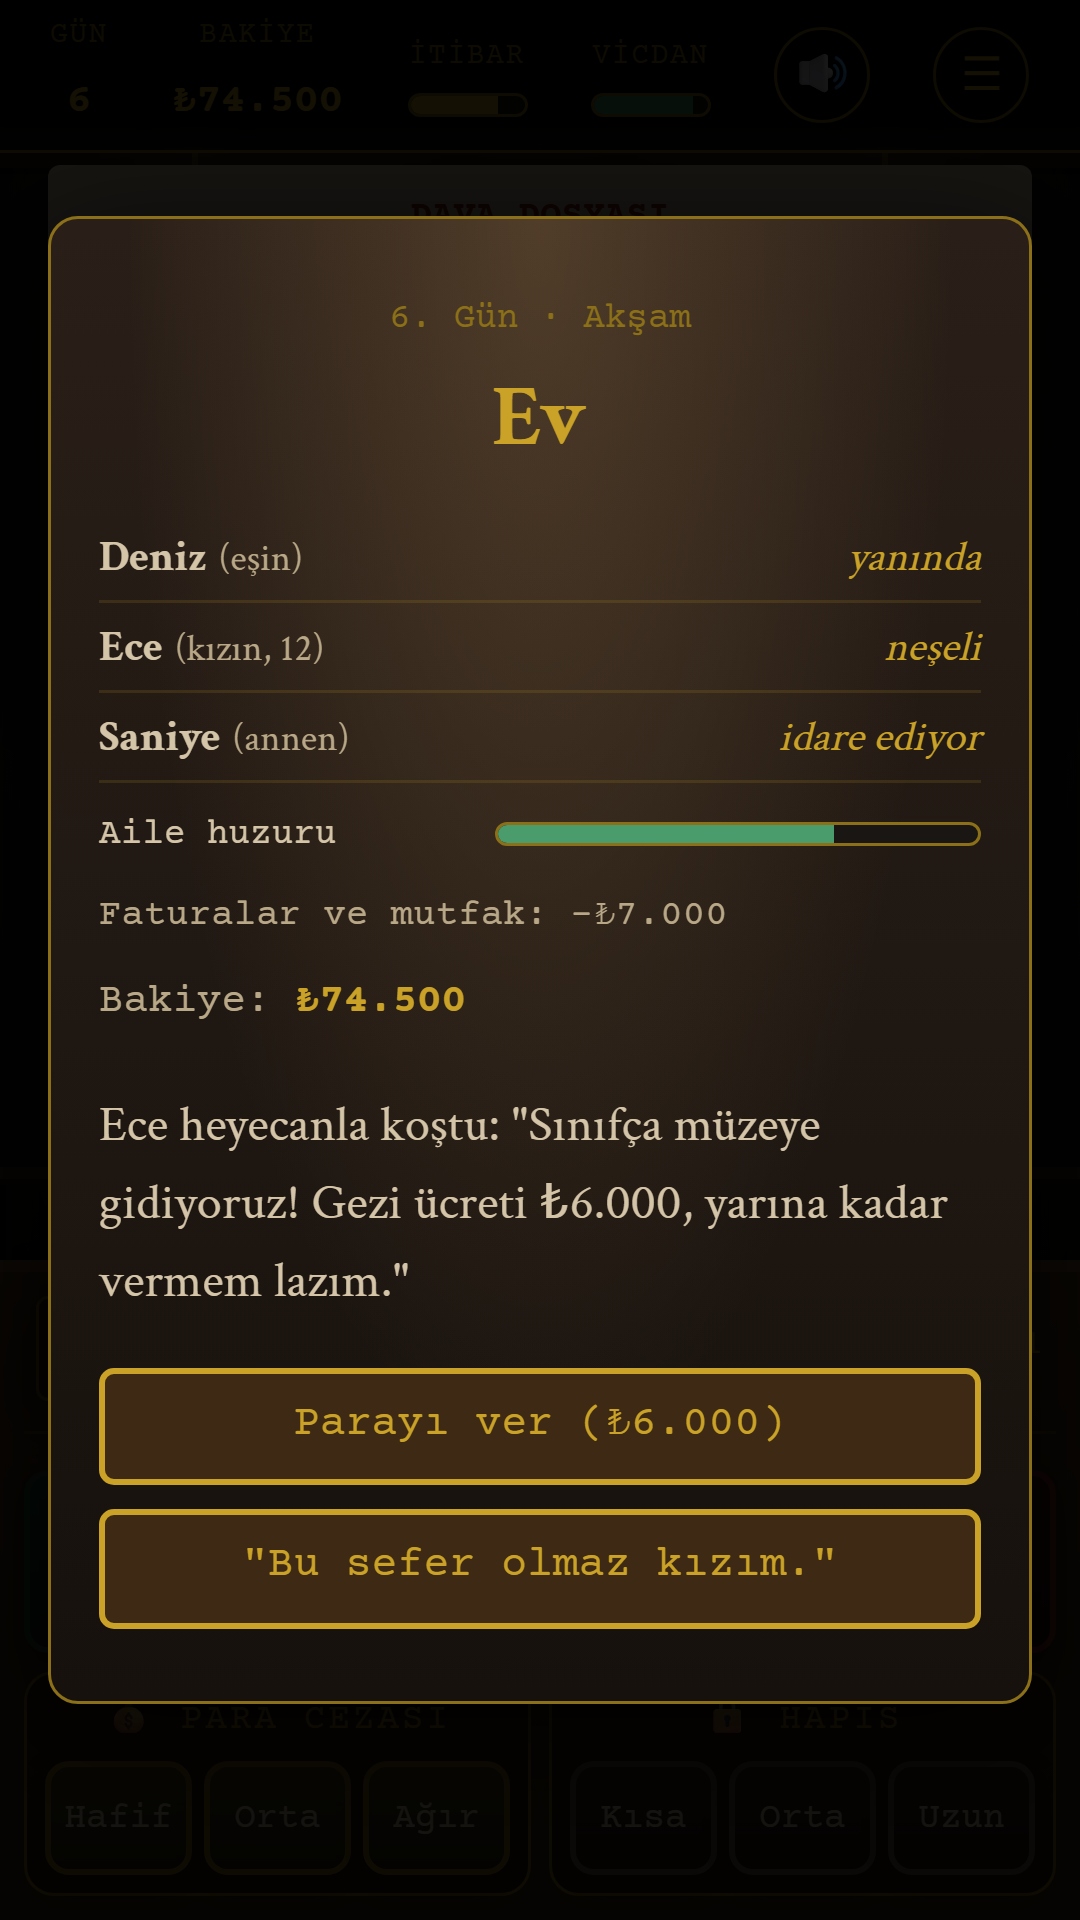 GÜN
BAKİYE
İTİBAR
VİCDAN
6
₺74.500
DAVA DOSYASI
6. Gün · Akşam
Ev
Deniz (eşin)
yanında
Ece (kızın, 12)
neşeli
Saniye (annen)
idare ediyor
Aile huzuru
Faturalar ve mutfak: −₺7.000
Bakiye: ₺74.500
Ece heyecanla koştu: "Sınıfça müzeye
gidiyoruz! Gezi ücreti ₺6.000, yarına kadar
vermem lazım."
Parayı ver (₺6.000)
"Bu sefer olmaz kızım."
PARA CEZASI
HAPIS
Hafif
Orta
Ağır
Kısa
Orta
Uzun